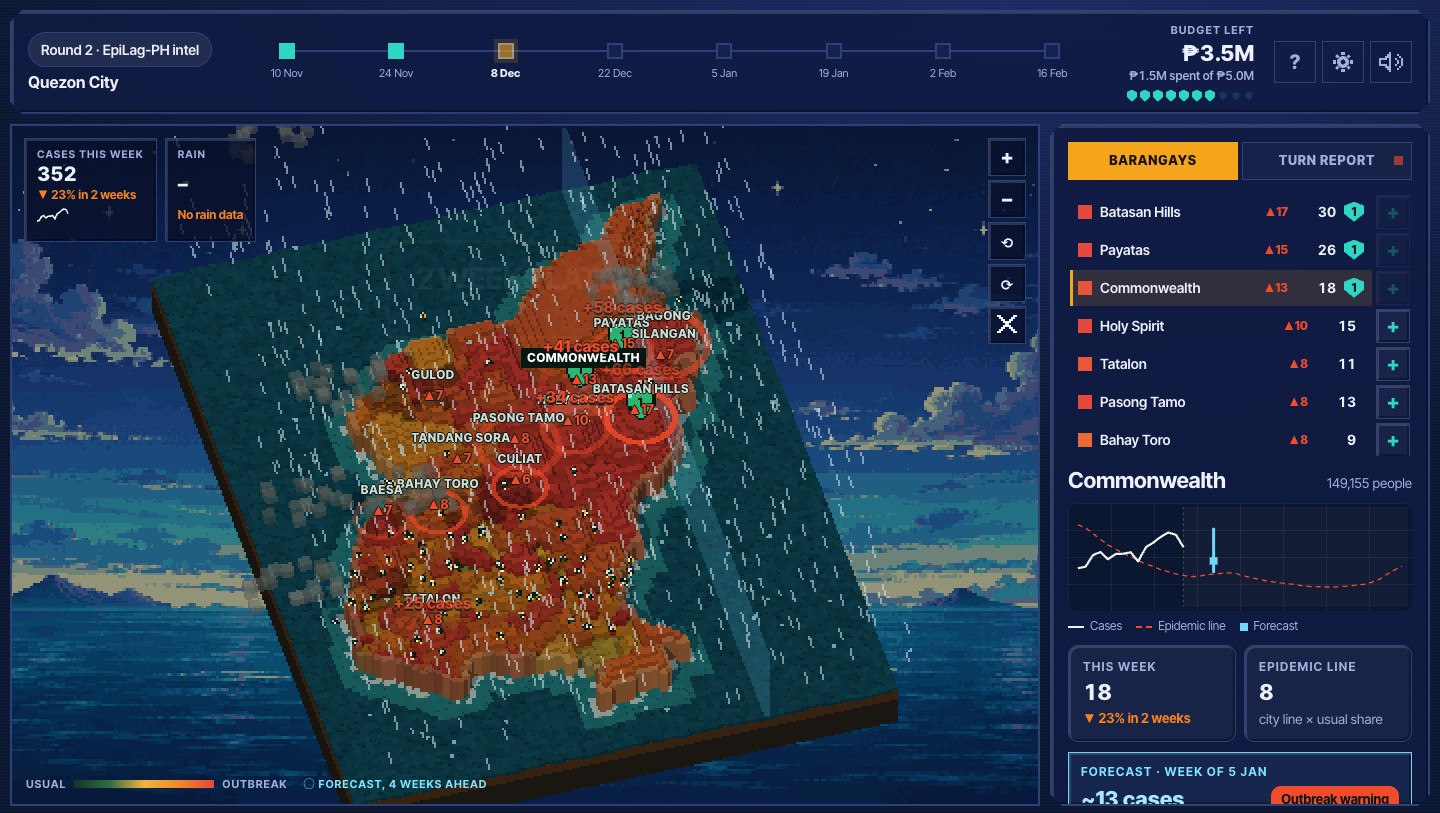 Round 2 · EpiLag-PH intel
Quezon City
10 Nov
24 Nov
8 Dec
22 Dec
5 Jan
19 Jan
2 Feb
16 Feb
BUDGET LEFT
₱3.5M
₱1.5M spent of ₱5.0M
?
CASES THIS WEEK
352
▼ 23% in 2 weeks
RAIN
–
No rain data
+
−
+58 cases
BAGONG
SILANGAN
▲7
PAYATAS
15
+41 cases
COMMONWEALTH
▲13
+66 cases
BATASAN HILLS
▲17
GULOD
▲7
PASONG TAMO
▲10
TANDANG SORA
▲8
▲7
CULIAT
▲6
BAHAY TORO
▲8
BAESA
▲7
TATALON
+25 cases
▲8
USUAL
OUTBREAK
FORECAST, 4 WEEKS AHEAD
BARANGAYS
TURN REPORT
Batasan Hills ▲17 30 1 +
Payatas ▲15 26 1 +
Commonwealth ▲13 18 1 +
Holy Spirit ▲10 15 +
Tatalon ▲8 11 +
Pasong Tamo ▲8 13 +
Bahay Toro ▲8 9 +
Commonwealth
149,155 people
Cases
Epidemic line
Forecast
THIS WEEK
18
▼ 23% in 2 weeks
EPIDEMIC LINE
8
city line × usual share
FORECAST · WEEK OF 5 JAN
~13 cases
Outbreak warning